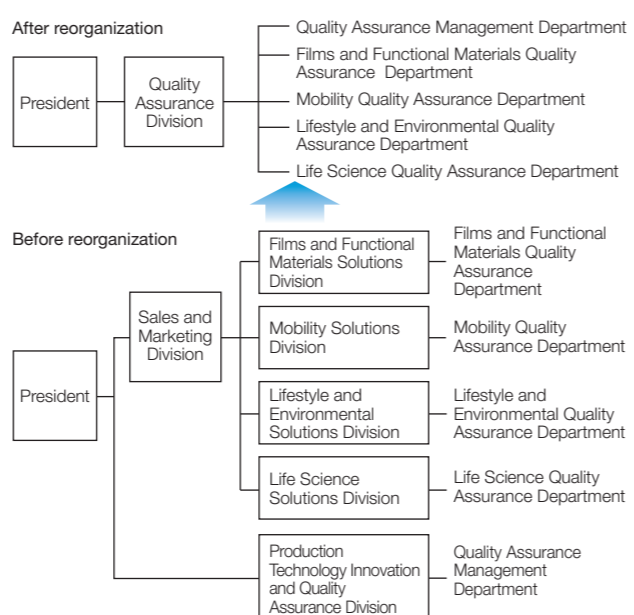 After reorganization
President
Quality
Assurance
Division
Quality Assurance Management Department
Films and Functional Materials Quality
Assurance Department
Mobility Quality Assurance Department
Lifestyle and Environmental Quality
Assurance Department
Life Science Quality Assurance Department
Before reorganization
President
Sales and
Marketing
Division
Films and Functional
Materials Solutions
Division
Films and Functional
Materials Quality
Assurance
Department
Mobility Solutions
Division
Mobility Quality
Assurance Department
Lifestyle and
Environmental
Solutions Division
Lifestyle and
Environmental Quality
Assurance Department
Life Science
Solutions Division
Life Science Quality
Assurance Department
Production
Technology Innovation
and Quality
Assurance Division
Quality Assurance
Management
Department